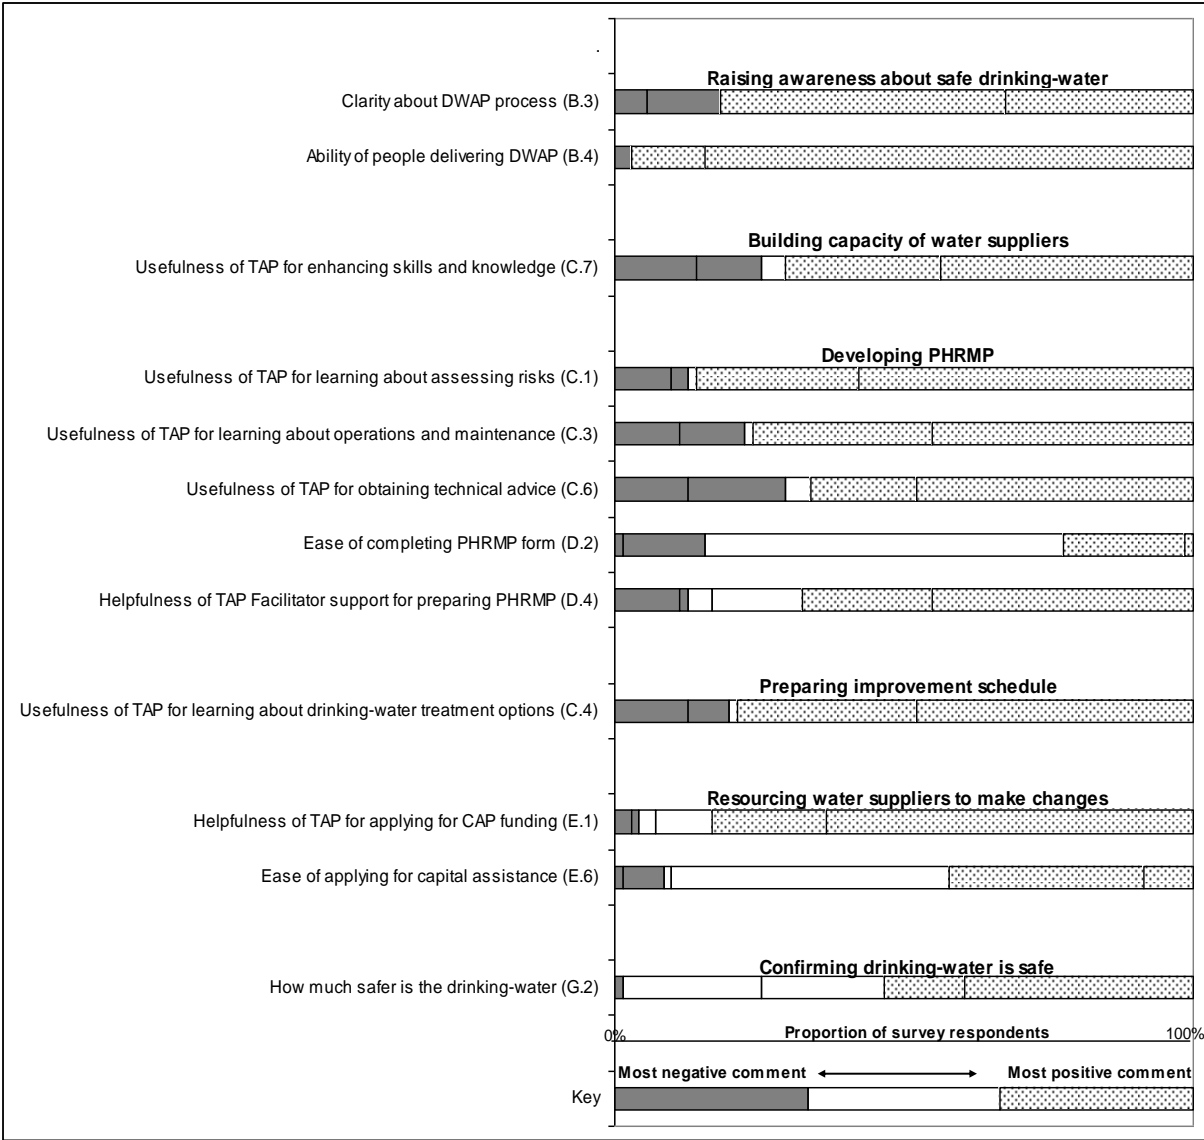 .
Raising awareness about safe drinking-water
Clarity about DWAP process (B.3)
Ability of people delivering DWAP (B.4)
Building capacity of water suppliers
Usefulness of TAP for enhancing skills and knowledge (C.7)
Developing PHRMP
Usefulness of TAP for learning about assessing risks (C.1)
Usefulness of TAP for learning about operations and maintenance (C.3)
Usefulness of TAP for obtaining technical advice (C.6)
Ease of completing PHRMP form (D.2)
Helpfulness of TAP Facilitator support for preparing PHRMP (D.4)
Preparing improvement schedule
Usefulness of TAP for learning about drinking-water treatment options (C.4)
Resourcing water suppliers to make changes
Helpfulness of TAP for applying for CAP funding (E.1)
Ease of applying for capital assistance (E.6)
Confirming drinking-water is safe
How much safer is the drinking-water (G.2)
0% Proportion of survey respondents 100%
Most negative comment Most positive comment
Key